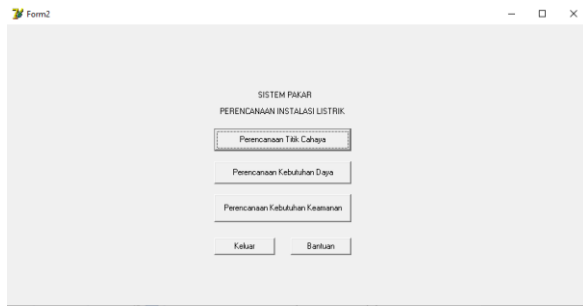 Form2
SISTEM PAKAR
PERENCANAAN INSTALASI LISTRIK
Perencanaan Titik Cahaya
Perencanaan Kebutuhan Daya
Perencanaan Kebutuhan Keamanan
Keluar Bantuan